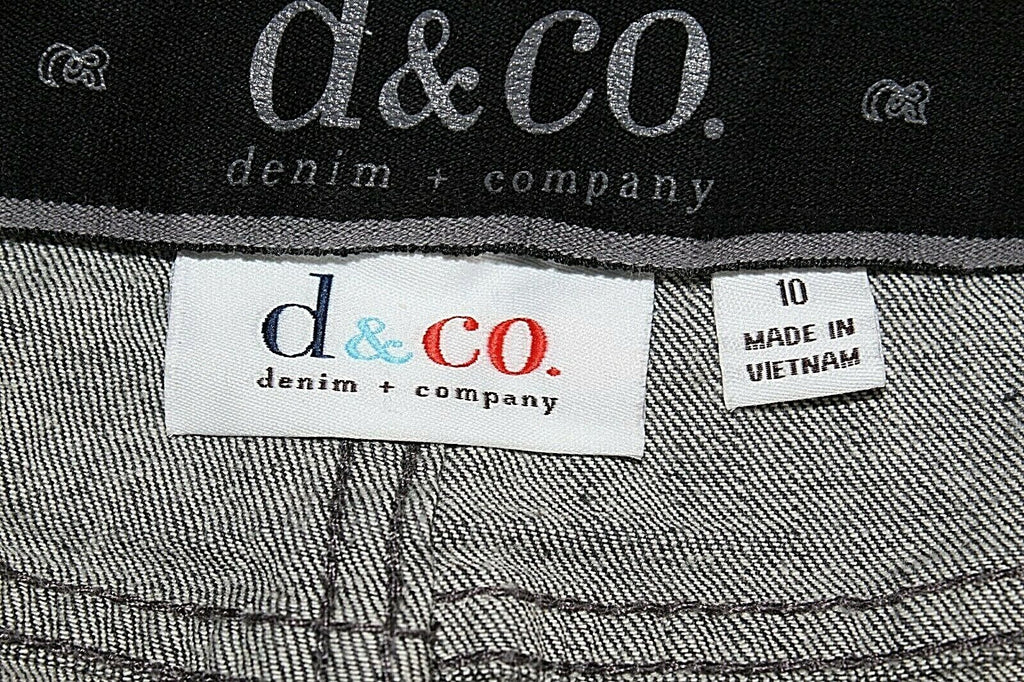 d&co.
denim + company
d&co.
denim + company
10
MADE IN
VIETNAM